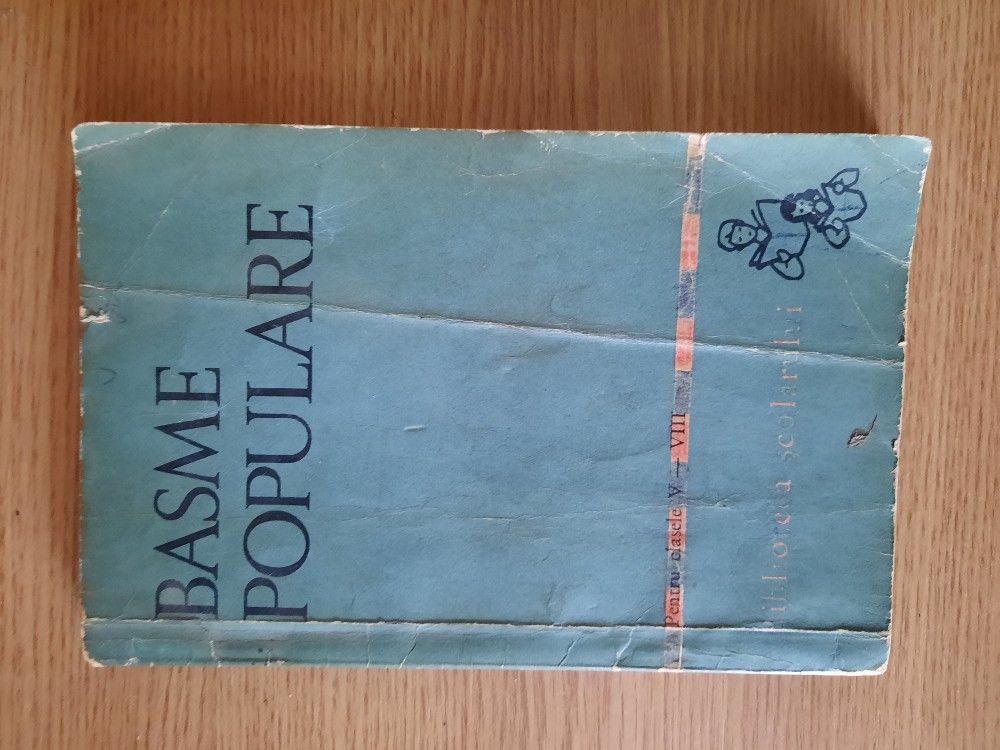 BASME
POPULARE
Pentru clasele V — VIII
biblioteca școlarului